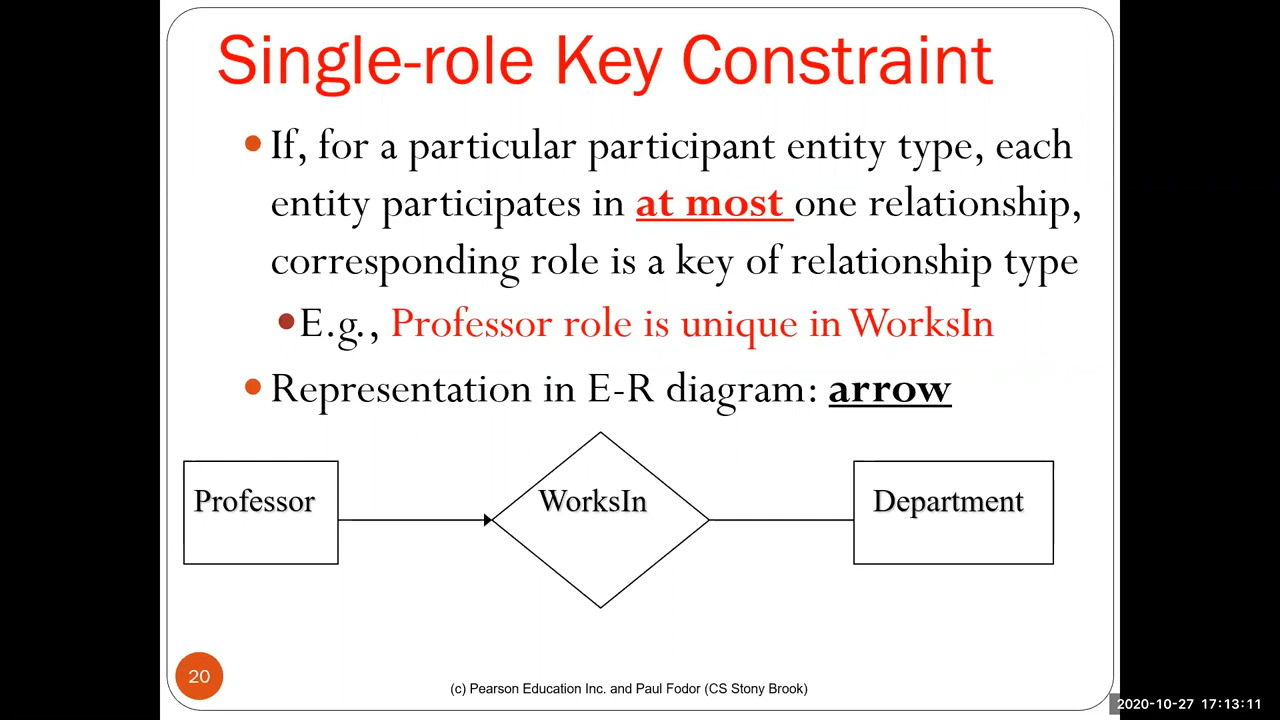 Single-role Key Constraint
If, for a particular participant entity type, each
entity participates in at most one relationship,
corresponding role is a key of relationship type
E.g., Professor role is unique in WorksIn
Representation in E-R diagram: arrow
Professor
WorksIn
Department
20
(c) Pearson Education Inc. and Paul Fodor (CS Stony Brook)
2020-10-27 17:13:11